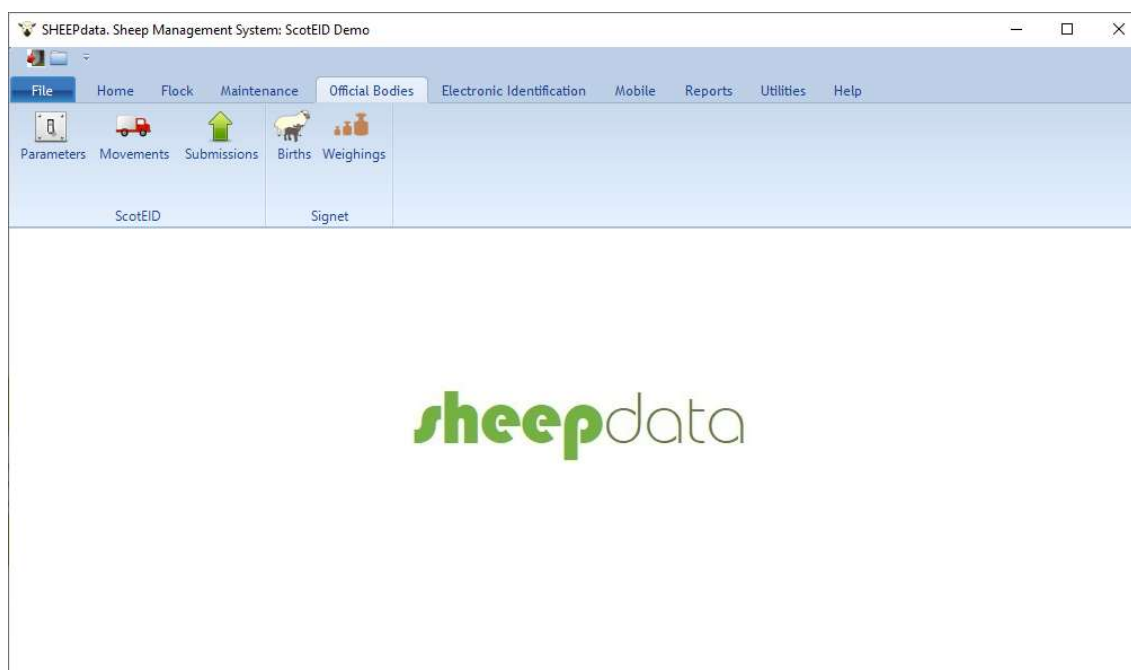 SHEEPdata. Sheep Management System: ScotEID Demo
File Home Flock Maintenance Official Bodies Electronic Identification Mobile Reports Utilities Help
Parameters Movements Submissions Births Weighings
ScotEID Signet
sheepdata